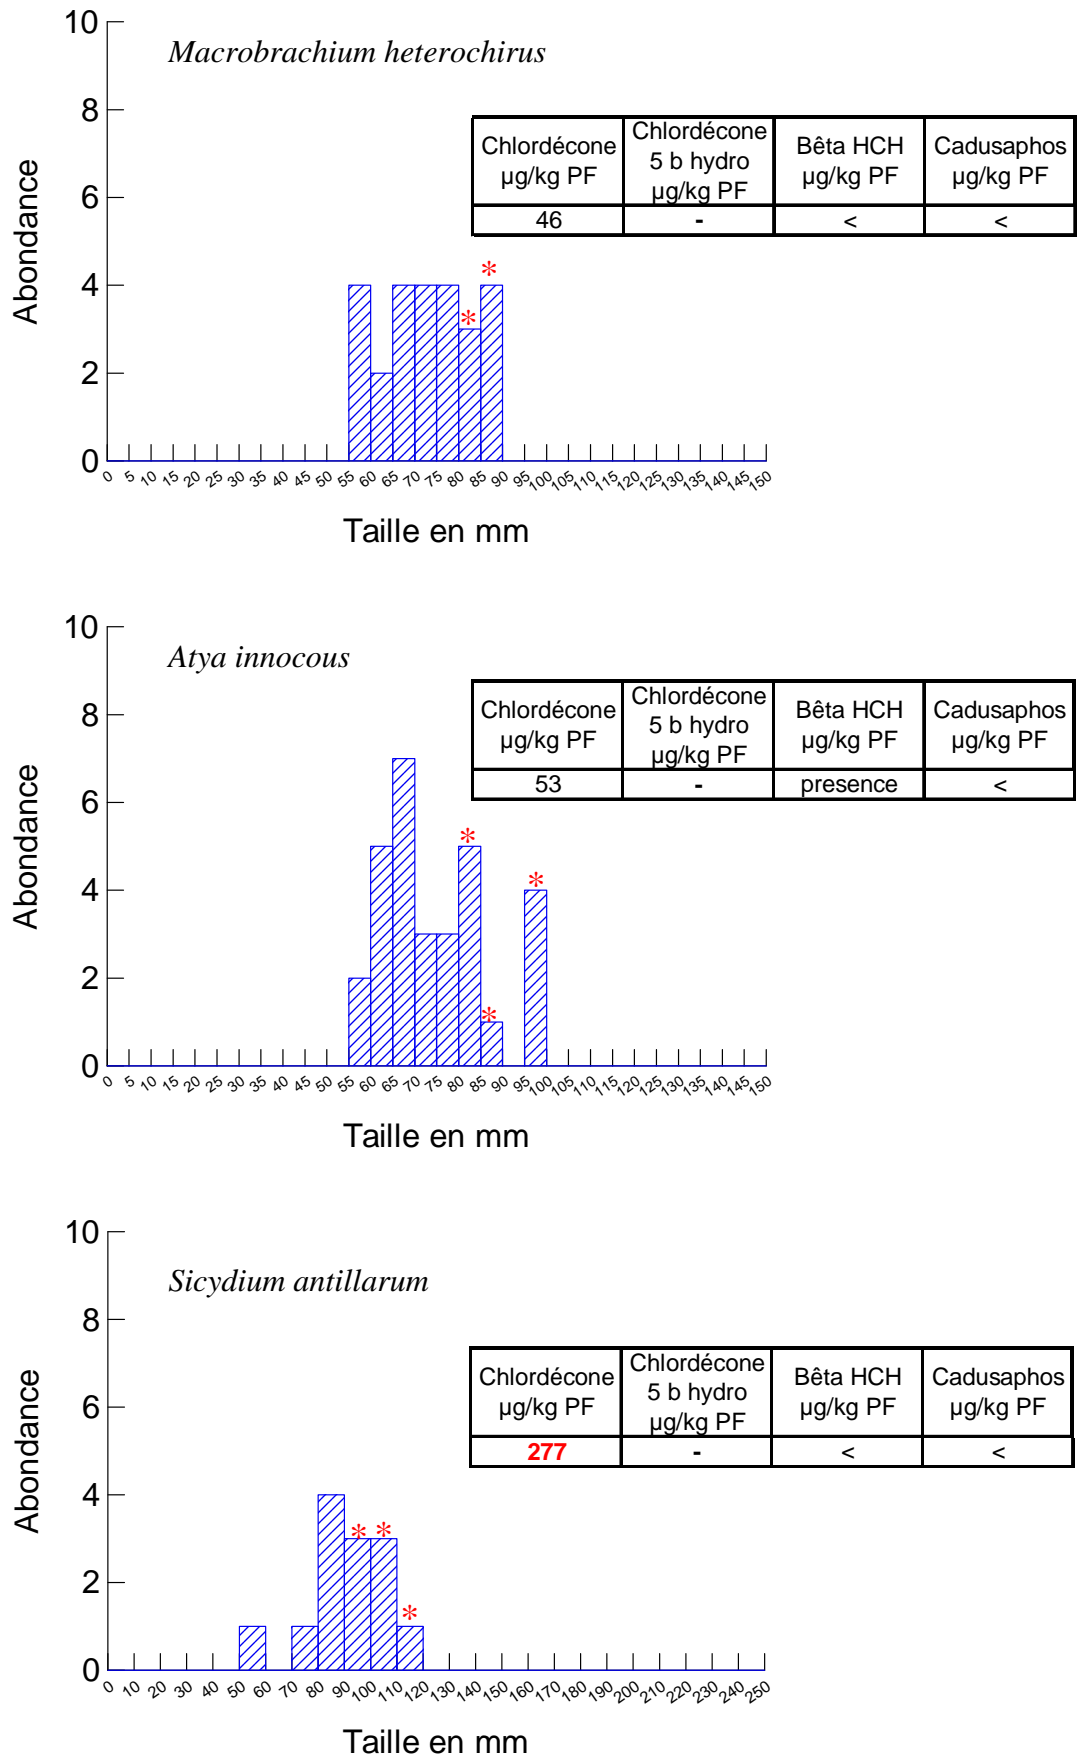 Macrobrachium heterochirus
Abondance
10
8
6
4
2
0
Chlordécone µg/kg PF | Chlordécone 5 b hydro µg/kg PF | Bêta HCH µg/kg PF | Cadusaphos µg/kg PF
46 | - | < | <
* *
0 5 10 15 20 25 30 35 40 45 50 55 60 65 70 75 80 85 90 95 100 105 110 115 120 125 130 135 140 145 150
Taille en mm
Atya innocous
Abondance
10
8
6
4
2
0
Chlordécone µg/kg PF | Chlordécone 5 b hydro µg/kg PF | Bêta HCH µg/kg PF | Cadusaphos µg/kg PF
53 | - | presence | <
* * *
0 5 10 15 20 25 30 35 40 45 50 55 60 65 70 75 80 85 90 95 100 105 110 115 120 125 130 135 140 145 150
Taille en mm
Sicydium antillarum
Abondance
10
8
6
4
2
0
Chlordécone µg/kg PF | Chlordécone 5 b hydro µg/kg PF | Bêta HCH µg/kg PF | Cadusaphos µg/kg PF
277 | - | < | <
* * *
0 10 20 30 40 50 60 70 80 90 100 110 120 130 140 150 160 170 180 190 200 210 220 230 240 250
Taille en mm